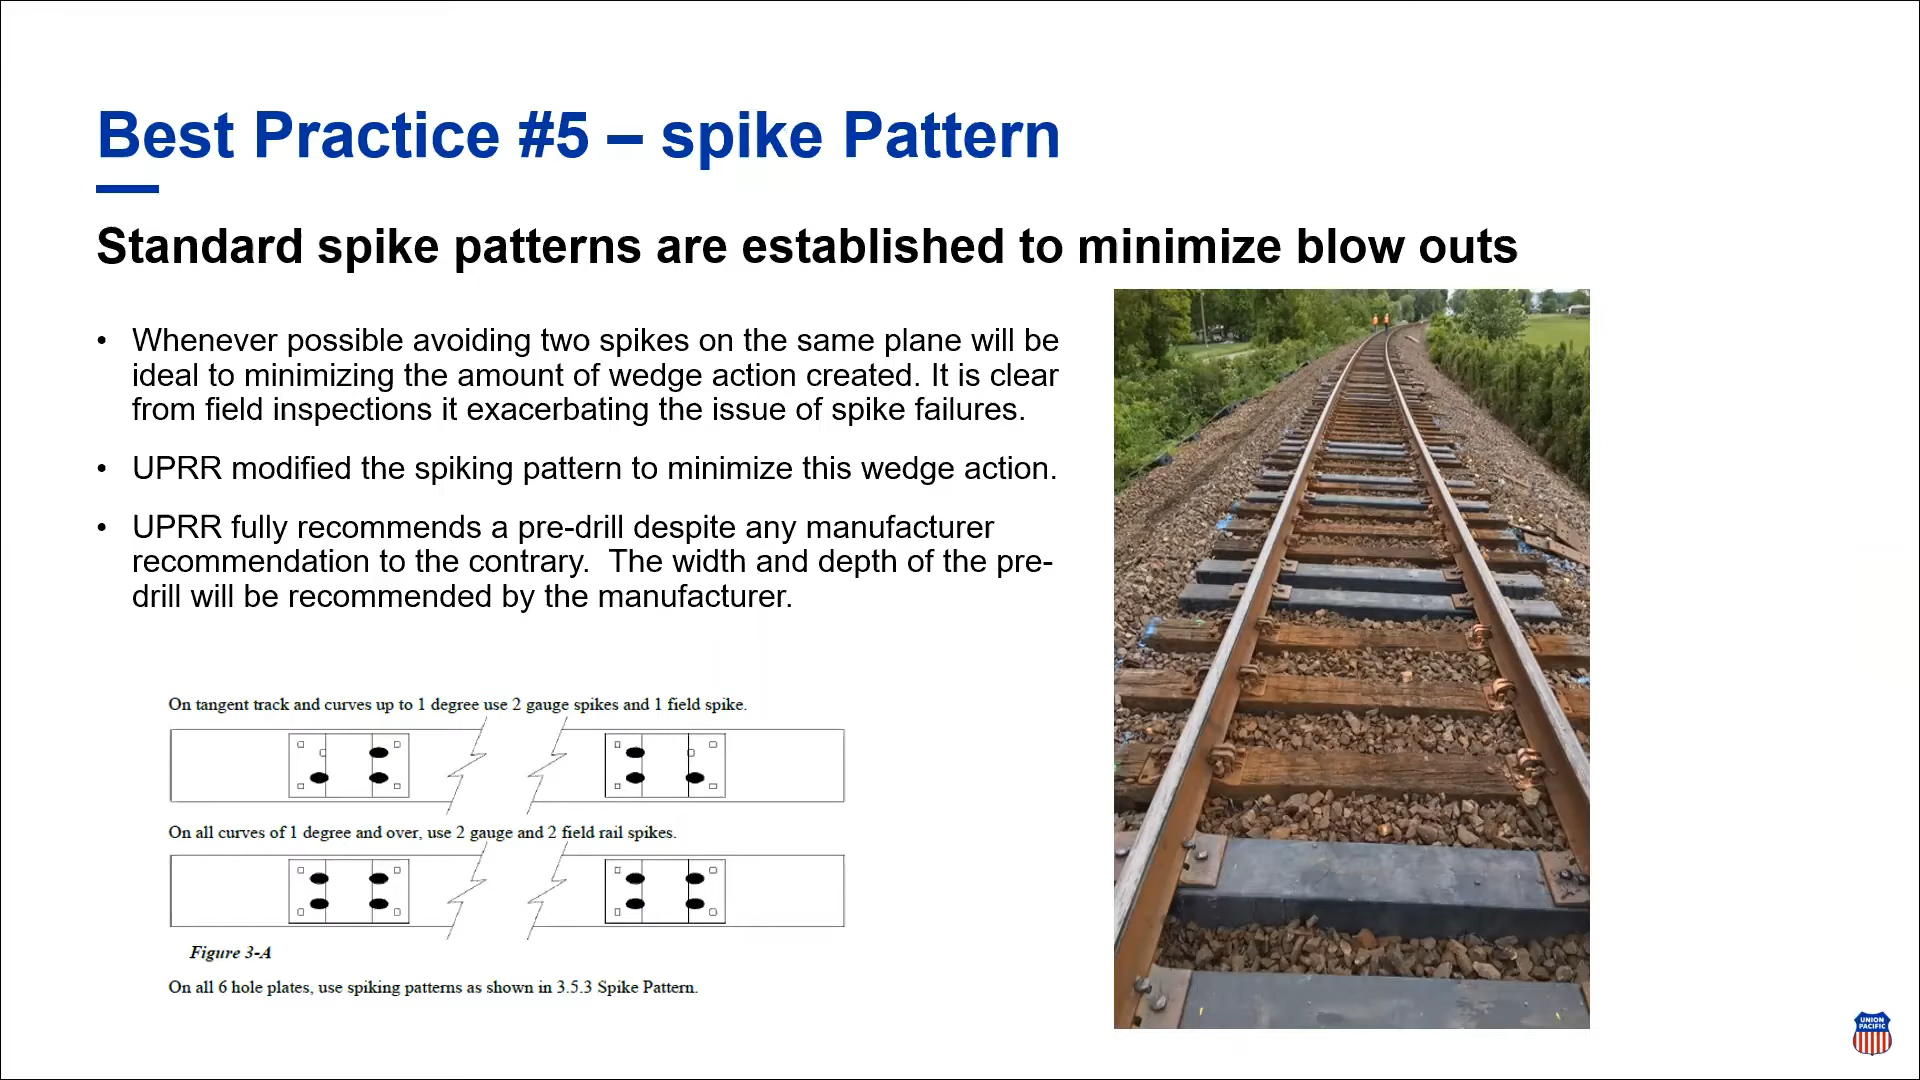 Best Practice #5 – spike Pattern
Standard spike patterns are established to minimize blow outs
• Whenever possible avoiding two spikes on the same plane will be
ideal to minimizing the amount of wedge action created. It is clear
from field inspections it exacerbating the issue of spike failures.
• UPRR modified the spiking pattern to minimize this wedge action.
• UPRR fully recommends a pre-drill despite any manufacturer
recommendation to the contrary.  The width and depth of the pre-
drill will be recommended by the manufacturer.
On tangent track and curves up to 1 degree use 2 gauge spikes and 1 field spike.
On all curves of 1 degree and over, use 2 gauge and 2 field rail spikes.
Figure 3-A
On all 6 hole plates, use spiking patterns as shown in 3.5.3 Spike Pattern.
UNION
PACIFIC